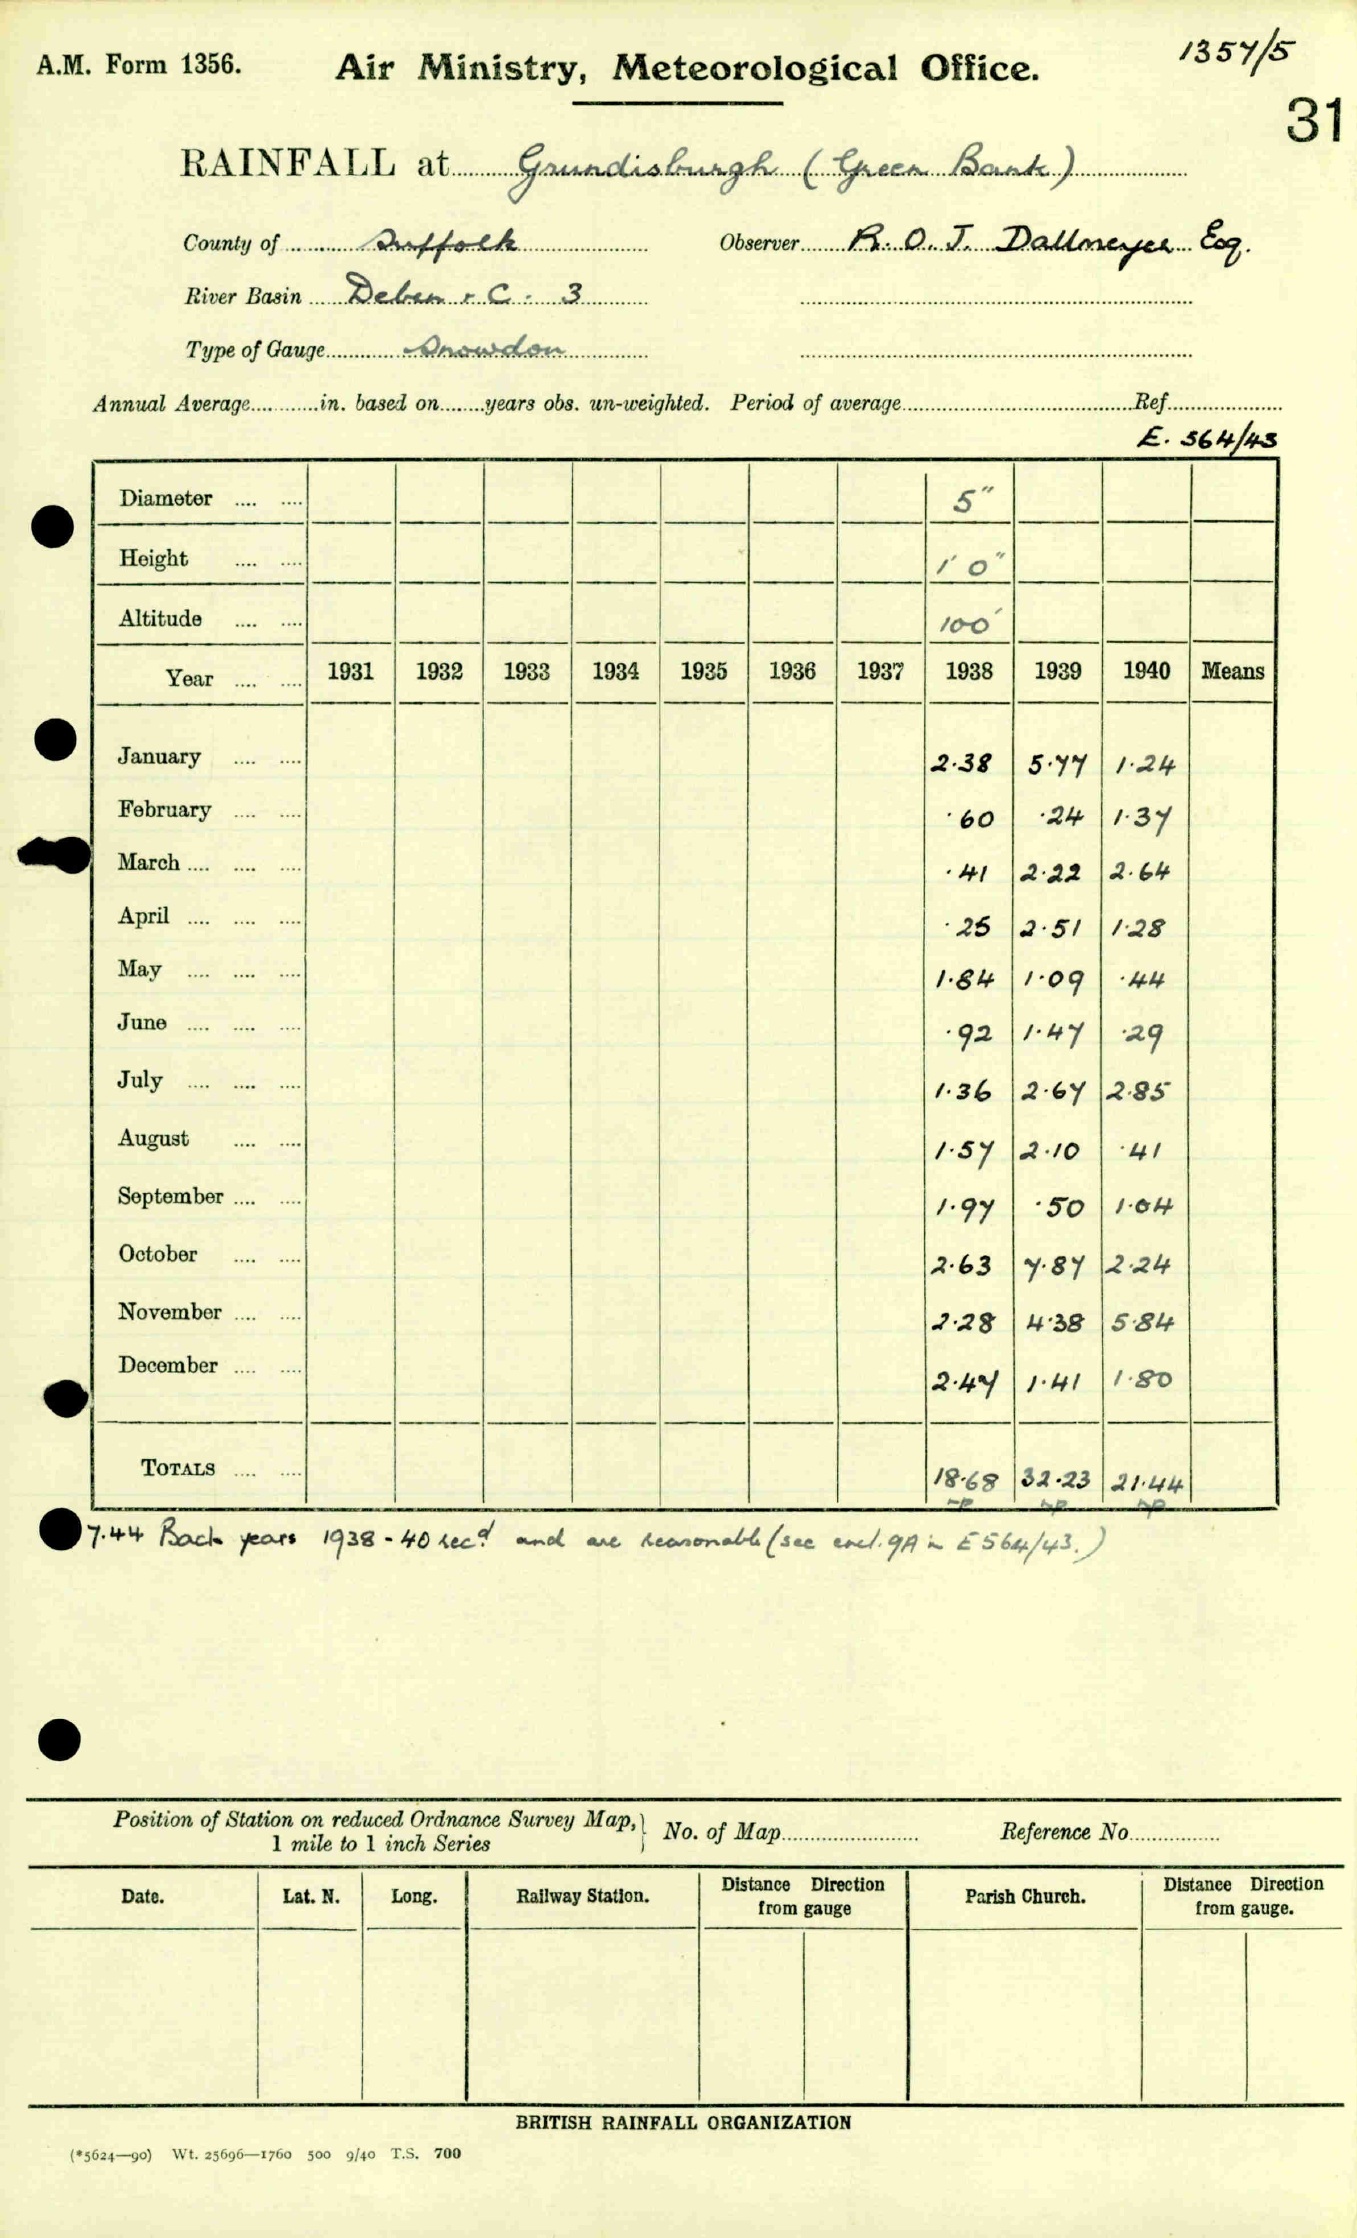 A.M. Form 1356.
Air Ministry, Meteorological Office.
1357/5
31
RAINFALL at Grundisburgh (Green Bank)
County of Suffolk Observer R. O. J. Dallmeyer Esq.
River Basin Deben & C. 3
Type of Gauge Snowdon
Annual Average............in. based on........years obs. un-weighted. Period of average............Ref............
E. 564/43
Diameter .... .... 5"
Height .... .... 1' 0"
Altitude .... .... 100'
Year .... .... 1931 1932 1933 1934 1935 1936 1937 1938 1939 1940 Means
January .... .... 2.38 5.77 1.24
February .... .... .60 .24 1.37
March .... .... .... .41 2.22 2.64
April .... .... .... .25 2.51 1.28
May .... .... .... 1.84 1.09 .44
June .... .... .... .92 1.47 .29
July .... .... .... 1.36 2.67 2.85
August .... .... 1.57 2.10 .41
September .... .... 1.97 .50 1.04
October .... .... 2.63 7.87 2.24
November .... .... 2.28 4.38 5.84
December .... .... 2.47 1.41 1.80
TOTALS .... .... 18.68 32.23 21.44
7.44 Back years 1938-40 recd. and are reasonable (see encl. 9A in E 564/43.)
Position of Station on reduced Ordnance Survey Map,
1 mile to 1 inch Series
No. of Map............ Reference No............
Date. Lat. N. Long. Railway Station. Distance Direction from gauge Parish Church. Distance Direction from gauge.
BRITISH RAINFALL ORGANIZATION
(*5624—90) Wt. 25696—1760 500 9/40 T.S. 700